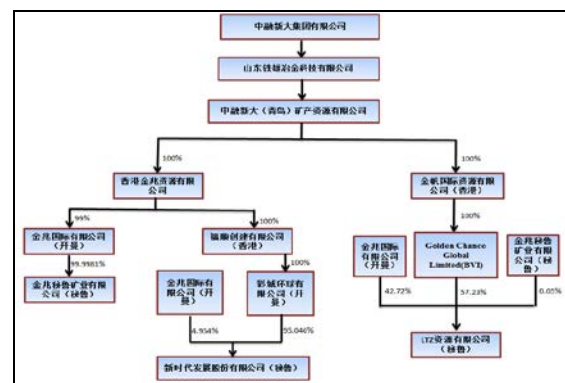 中融新大集团有限公司
山东铁雄冶金科技有限公司
中融新大（青岛）矿产资源有限公司
100%
100%
香港金兆资源有限
公司
金帆国际资源有限
公司（香港）
99%
100%
100%
金兆国际有限公司
（开曼）
福顺创建有限公司
（香港）
金兆国际
有限公司
（开曼）
Golden Chance
Global
Limited(BVI)
金兆秘鲁
矿业有限
公司（秘
鲁）
99.9981%
100%
金兆秘鲁矿业有
限公司（秘鲁）
金兆国际有
限公司（开
曼）
彩城环球有
限公司（开
曼）
42.72%
57.23%
0.05%
4.954%
95.046%
LTZ资源有限公司
（秘鲁）
新时代发展股份有限公司（秘鲁）